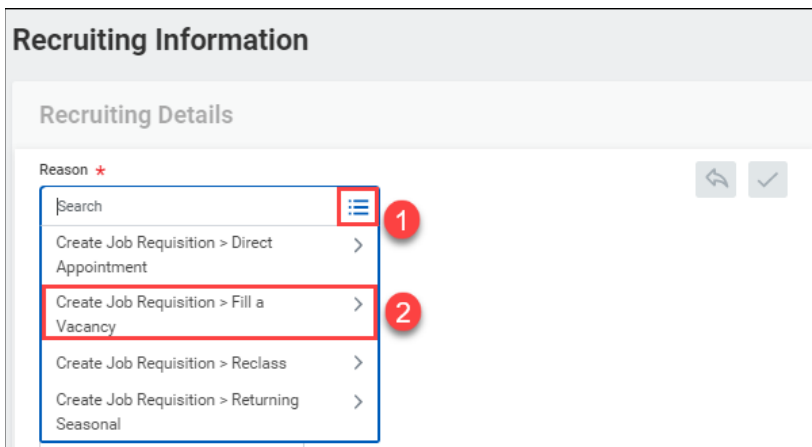 Recruiting Information
Recruiting Details
Reason *
Search
1
Create Job Requisition > Direct
Appointment
Create Job Requisition > Fill a
Vacancy
2
Create Job Requisition > Reclass
Create Job Requisition > Returning
Seasonal